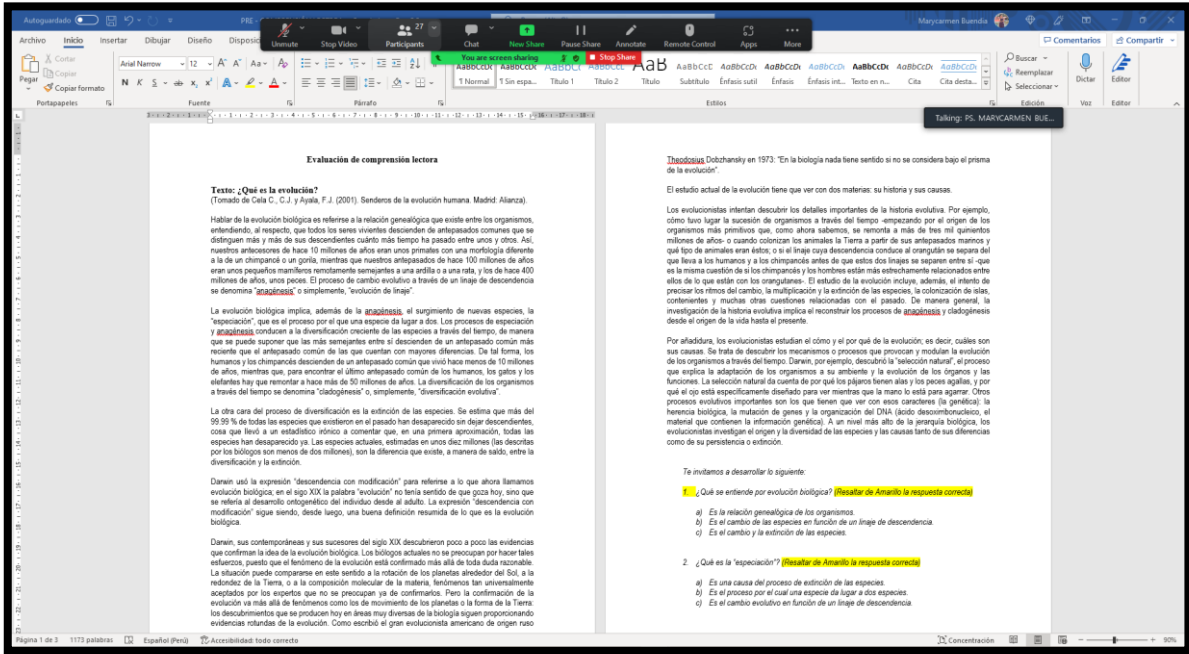 Autoguardado
PRE -
Marycarmen Buendia
Archivo Inicio Insertar Dibujar Diseño Disposici
Comentarios Compartir
Unmute Stop Video Participants 27 Chat New Share Pause Share Annotate Remote Control Apps More
You are screen sharing Stop Share
Pegar Cortar Copiar Copiar formato
Arial Narrow 12
Normal Sin espa... Título 1 Título 2 Título Subtítulo Énfasis sutil Énfasis Énfasis int... Texto en n... Cita Cita desta...
Buscar Reemplazar Seleccionar Dictar Editor
Portapapeles Fuente Párrafo Estilos Edición Voz Editor
Talking: PS. MARYCARMEN BUE...
Evaluación de comprensión lectora
Texto: ¿Qué es la evolución?
(Tomado de Cela C., C.J. y Ayala, F.J. (2001). Senderos de la evolución humana. Madrid: Alianza).
Hablar de la evolución biológica es referirse a la relación genealógica que existe entre los organismos,
entendiendo, al respecto, que todos los seres vivientes descienden de antepasados comunes que se
distinguen más y más de sus descendientes cuánto más tiempo ha pasado entre unos y otros. Así,
nuestros antecesores de hace 10 millones de años eran unos primates con una morfología diferente
a la de un chimpancé o un gorila, mientras que nuestros antepasados de hace 100 millones de años
eran unos pequeños mamíferos remotamente semejantes a una ardilla o a una rata, y los de hace 400
millones de años, unos peces. El proceso de cambio evolutivo a través de un linaje de descendencia
se denomina "anagénesis" o simplemente, "evolución de linaje".
La evolución biológica implica, además de la anagénesis, el surgimiento de nuevas especies, la
"especiación", que es el proceso por el que una especie da lugar a dos. Los procesos de especiación
y anagénesis conducen a la diversificación creciente de las especies a través del tiempo, de manera
que se puede suponer que las más semejantes entre sí descienden de un antepasado común más
reciente que el antepasado común de las que cuentan con mayores diferencias. De tal forma, los
humanos y los chimpancés descienden de un antepasado común que vivió hace menos de 10 millones
de años, mientras que, para encontrar el último antepasado común de los humanos, los gatos y los
elefantes hay que remontar a hace más de 50 millones de años. La diversificación de los organismos
a través del tiempo se denomina "cladogénesis" o, simplemente, "diversificación evolutiva".
La otra cara del proceso de diversificación es la extinción de las especies. Se estima que más del
99.99 % de todas las especies que existieron en el pasado han desaparecido sin dejar descendientes,
cosa que llevó a un estadístico irónico a comentar que, en una primera aproximación, todas las
especies han desaparecido ya. Las especies actuales, estimadas en unos diez millones (las descritas
por los biólogos son menos de dos millones), son la diferencia que existe, a manera de saldo, entre la
diversificación y la extinción.
Darwin usó la expresión "descendencia con modificación" para referirse a lo que ahora llamamos
evolución biológica; en el sigo XIX la palabra "evolución" no tenía sentido de que goza hoy, sino que
se refería al desarrollo ontogenético del individuo desde al adulto. La expresión "descendencia con
modificación" sigue siendo, desde luego, una buena definición resumida de lo que es la evolución
biológica.
Darwin, sus contemporáneas y sus sucesores del siglo XIX descubrieron poco a poco las evidencias
que confirman la idea de la evolución biológica. Los biólogos actuales no se preocupan por hacer tales
esfuerzos, puesto que el fenómeno de la evolución está confirmado más allá de toda duda razonable.
La situación puede compararse en este sentido a la rotación de los planetas alrededor del Sol, a la
redondez de la Tierra, o a la composición molecular de la materia, fenómenos tan universalmente
aceptados por los expertos que no se preocupan ya de confirmarlos. Pero la confirmación de la
evolución va más allá de fenómenos como los de movimiento de los planetas o la forma de la Tierra:
los descubrimientos que se producen hoy en áreas muy diversas de la biología siguen proporcionando
evidencias rotundas de la evolución. Como escribió el gran evolucionista americano de origen ruso
Theodosius Dobzhansky en 1973: "En la biología nada tiene sentido si no se considera bajo el prisma
de la evolución".
El estudio actual de la evolución tiene que ver con dos materias: su historia y sus causas.
Los evolucionistas intentan descubrir los detalles importantes de la historia evolutiva. Por ejemplo,
cómo tuvo lugar la sucesión de organismos a través del tiempo -empezando por el origen de los
organismos más primitivos que, como ahora sabemos, se remonta a más de tres mil quinientos
millones de años- o cuando colonizan los animales la Tierra a partir de sus antepasados marinos y
qué tipo de animales eran éstos; o si el linaje cuya descendencia conduce al orangután se separa del
que lleva a los humanos y a los chimpancés antes de que estos dos linajes se separen entre sí -que
es la misma cuestión de si los chimpancés y los hombres están más estrechamente relacionados entre
ellos de lo que están con los orangutanes-. El estudio de la evolución incluye, además, el intento de
precisar los ritmos del cambio, la multiplicación y la extinción de las especies, la colonización de islas,
contenientes y muchas otras cuestiones relacionadas con el pasado. De manera general, la
investigación de la historia evolutiva implica el reconstruir los procesos de anagénesis y cladogénesis
desde el origen de la vida hasta el presente.
Por añadidura, los evolucionistas estudian el cómo y el por qué de la evolución; es decir, cuáles son
sus causas. Se trata de descubrir los mecanismos o procesos que provocan y modulan la evolución
de los organismos a través del tiempo. Darwin, por ejemplo, descubrió la "selección natural", el proceso
que explica la adaptación de los organismos a su ambiente y la evolución de los órganos y las
funciones. La selección natural da cuenta de por qué los pájaros tienen alas y los peces agallas, y por
qué el ojo está específicamente diseñado para ver mientras que la mano lo está para agarrar. Otros
procesos evolutivos importantes son los que tienen que ver con esos caracteres (la genética): la
herencia biológica, la mutación de genes y la organización del DNA (ácido desoximbonucleico, el
material que contienen la información genética). A un nivel más alto de la jerarquía biológica, los
evolucionistas investigan el origen y la diversidad de las especies y las causas tanto de sus diferencias
como de su persistencia o extinción.
Te invitamos a desarrollar lo siguiente:
1. ¿Qué se entiende por evolución biológica? (Resaltar de Amarillo la respuesta correcta)
a) Es la relación genealógica de los organismos.
b) Es el cambio de las especies en función de un linaje de descendencia.
c) Es el cambio y la extinción de las especies.
2. ¿Qué es la "especiación"? (Resaltar de Amarillo la respuesta correcta)
a) Es una causa del proceso de extinción de las especies.
b) Es el proceso por el cual una especie da lugar a dos especies.
c) Es el cambio evolutivo en función de un linaje de descendencia.
Página 1 de 3 1173 palabras Español (Perú) Accesibilidad: todo correcto Concentración 90%